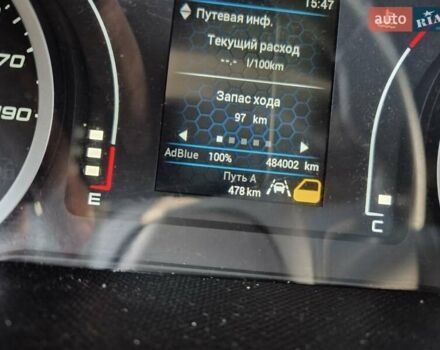 15:47
Путевая инф.
Текущий расход
--.- l/100km
Запас хода
97 km
AdBlue 100% 484002 km
Путь A
478 km
70
190
E
C
auto RIA